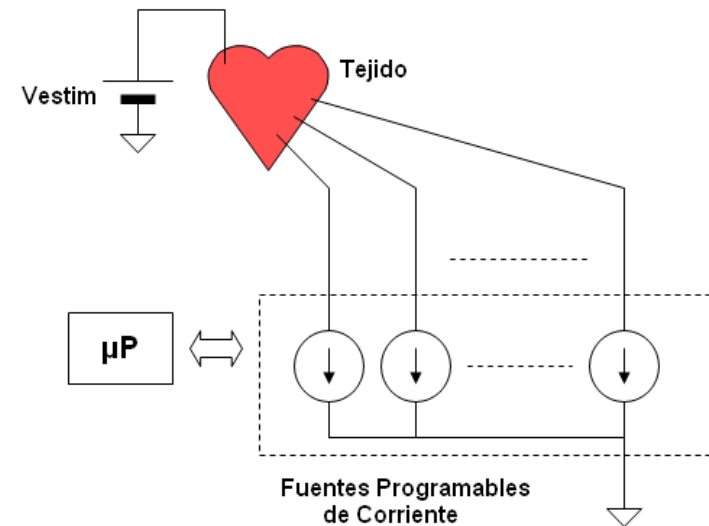 Tejido
Vestim
µP
Fuentes Programables
de Corriente